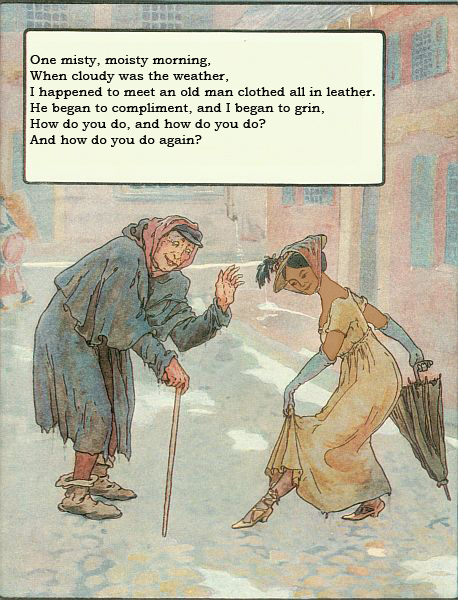 One misty, moisty morning,
When cloudy was the weather,
I happened to meet an old man clothed all in leather.
He began to compliment, and I began to grin,
How do you do, and how do you do?
And how do you do again?